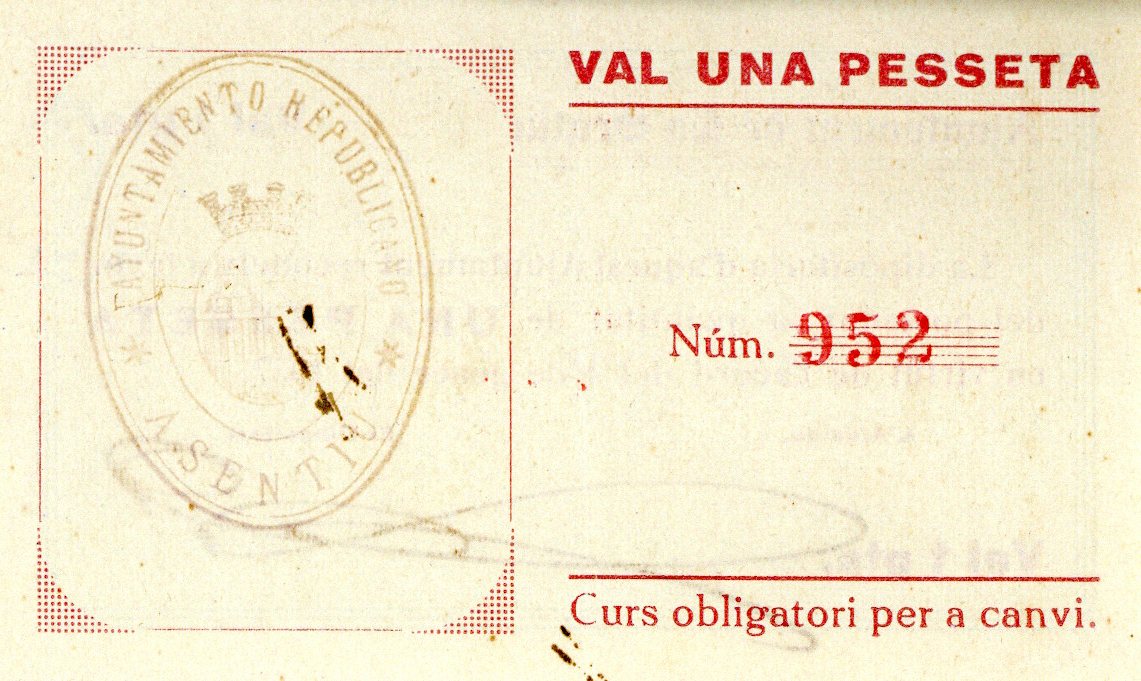 AYUNTAMIENTO REPUBLICANO
ASENTIU
VAL UNA PESSETA
Núm. 952
Curs obligatori per a canvi.